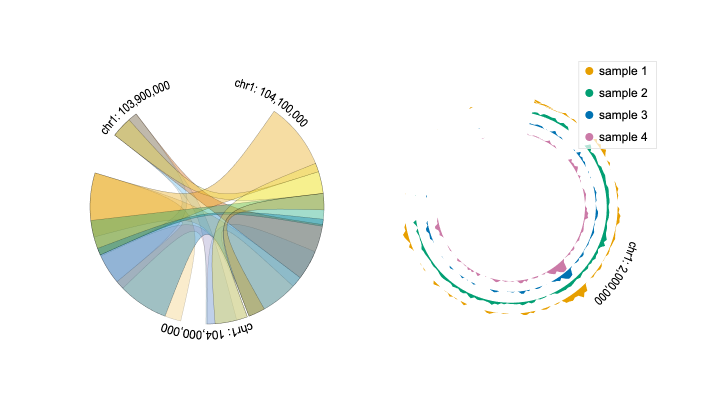 chr1: 103,900,000
chr1: 104,100,000
chr1: 104,000,000
sample 1
sample 2
sample 3
sample 4
chr1: 2,000,000